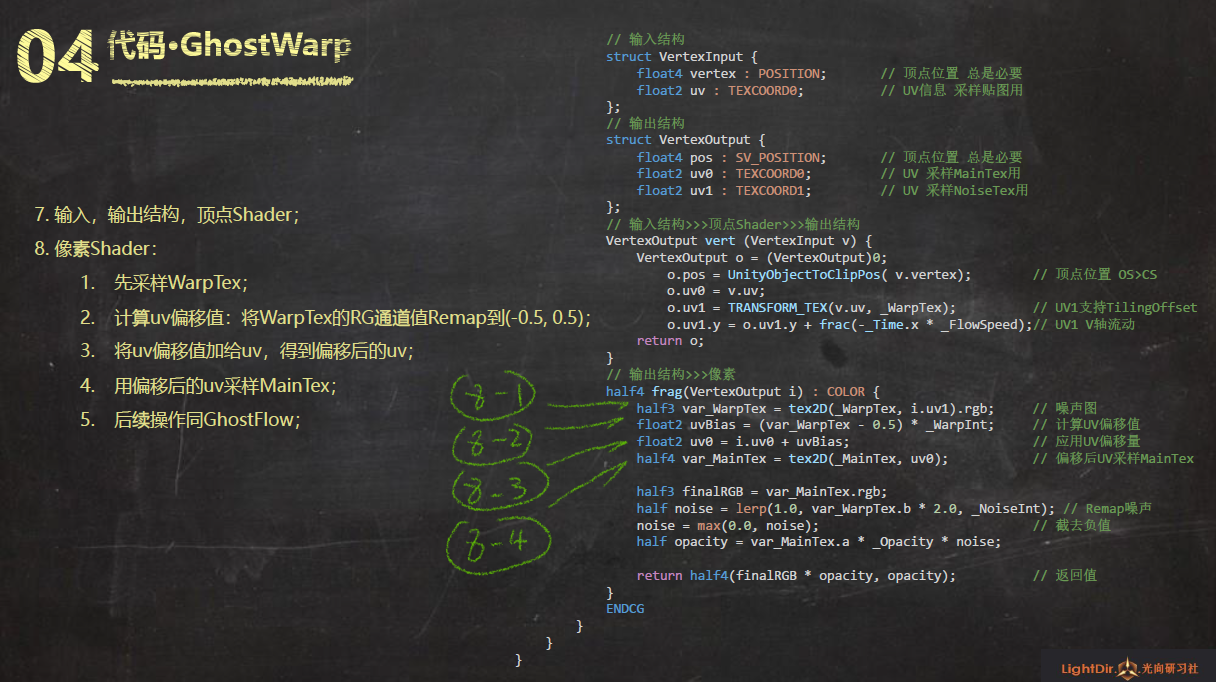 04 代码·GhostWarp
7. 输入，输出结构，顶点Shader；
8. 像素Shader：
1. 先采样WarpTex；
2. 计算uv偏移值：将WarpTex的RG通道值Remap到(-0.5, 0.5)；
3. 将uv偏移值加给uv，得到偏移后的uv；
4. 用偏移后的uv采样MainTex；
5. 后续操作同GhostFlow；
8-1
8-2
8-3
8-4
// 输入结构
struct VertexInput {
float4 vertex : POSITION; // 顶点位置 总是必要
float2 uv : TEXCOORD0; // UV信息 采样贴图用
};
// 输出结构
struct VertexOutput {
float4 pos : SV_POSITION; // 顶点位置 总是必要
float2 uv0 : TEXCOORD0; // UV 采样MainTex用
float2 uv1 : TEXCOORD1; // UV 采样NoiseTex用
};
// 输入结构>>>顶点Shader>>>输出结构
VertexOutput vert (VertexInput v) {
VertexOutput o = (VertexOutput)0;
o.pos = UnityObjectToClipPos( v.vertex); // 顶点位置 OS>CS
o.uv0 = v.uv;
o.uv1 = TRANSFORM_TEX(v.uv, _WarpTex); // UV1支持TilingOffset
o.uv1.y = o.uv1.y + frac(-_Time.x * _FlowSpeed);// UV1 V轴流动
return o;
}
// 输出结构>>>像素
half4 frag(VertexOutput i) : COLOR {
half3 var_WarpTex = tex2D(_WarpTex, i.uv1).rgb; // 噪声图
float2 uvBias = (var_WarpTex - 0.5) * _WarpInt; // 计算UV偏移值
float2 uv0 = i.uv0 + uvBias; // 应用UV偏移量
half4 var_MainTex = tex2D(_MainTex, uv0); // 偏移后UV采样MainTex
half3 finalRGB = var_MainTex.rgb;
half noise = lerp(1.0, var_WarpTex.b * 2.0, _NoiseInt); // Remap噪声
noise = max(0.0, noise); // 截去负值
half opacity = var_MainTex.a * _Opacity * noise;
return half4(finalRGB * opacity, opacity); // 返回值
}
ENDCG
}
}
}
LightDir.光向研习社